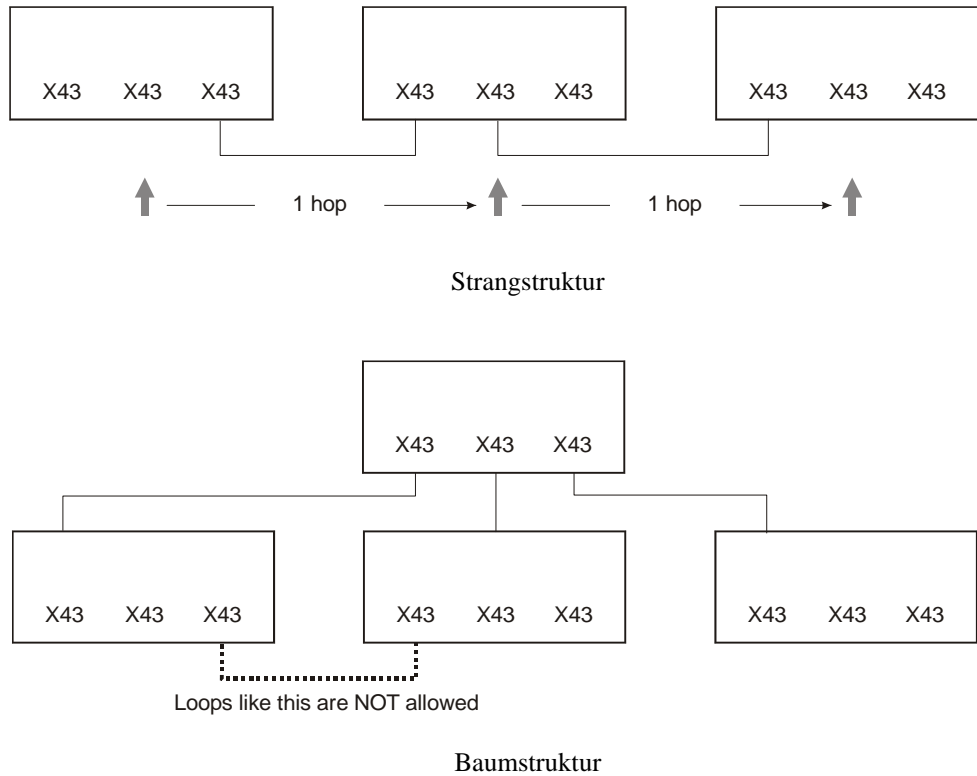 X43 X43 X43 X43 X43 X43 X43 X43 X43
1 hop 1 hop
Strangstruktur
X43 X43 X43
X43 X43 X43 X43 X43 X43 X43 X43 X43
Loops like this are NOT allowed
Baumstruktur